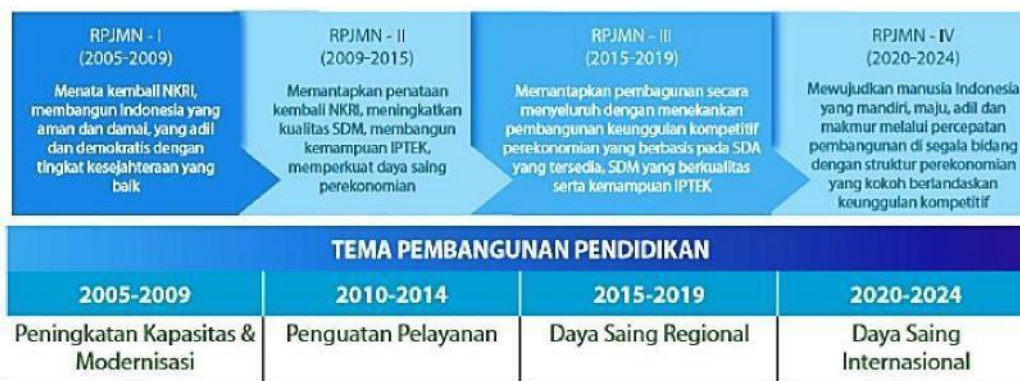 RPJMN - I
(2005-2009)
Menata kembali NKRI,
membangun Indonesia yang
aman dan damai, yang adil
dan demokratis dengan
tingkat kesejahteraan yang
baik
RPJMN - II
(2009-2015)
Memantapkan penataan
kembali NKRI, meningkatkan
kualitas SDM, membangun
kemampuan IPTEK,
memperkuat daya saing
perekonomian
RPJMN - III
(2015-2019)
Memantapkan pembagunan secara
menyeluruh dengan menekankan
pembangunan keunggulan kompetitif
perekonomian yang berbasis pada SDA
yang tersedia, SDM yang berkualitas
serta kemampuan IPTEK
RPJMN - IV
(2020-2024)
Mewujudkan manusia Indonesia
yang mandiri, maju, adil dan
makmur melalui percepatan
pembangunan di segala bidang
dengan struktur perekonomian
yang kokoh berlandaskan
keunggulan kompetitif
TEMA PEMBANGUNAN PENDIDIKAN
2005-2009
2010-2014
2015-2019
2020-2024
Peningkatan Kapasitas &
Modernisasi
Penguatan Pelayanan
Daya Saing Regional
Daya Saing
Internasional